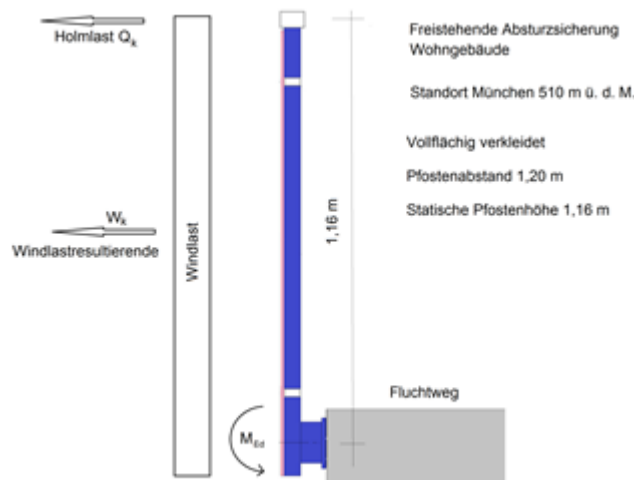 Holmlast Qk
Freistehende Absturzsicherung
Wohngebäude
Standort München 510 m ü. d. M.
Vollflächig verkleidet
Pfostenabstand 1,20 m
Statische Pfostenhöhe 1,16 m
Wk
Windlastresultierende
Windlast
1,16 m
Fluchtweg
MEd